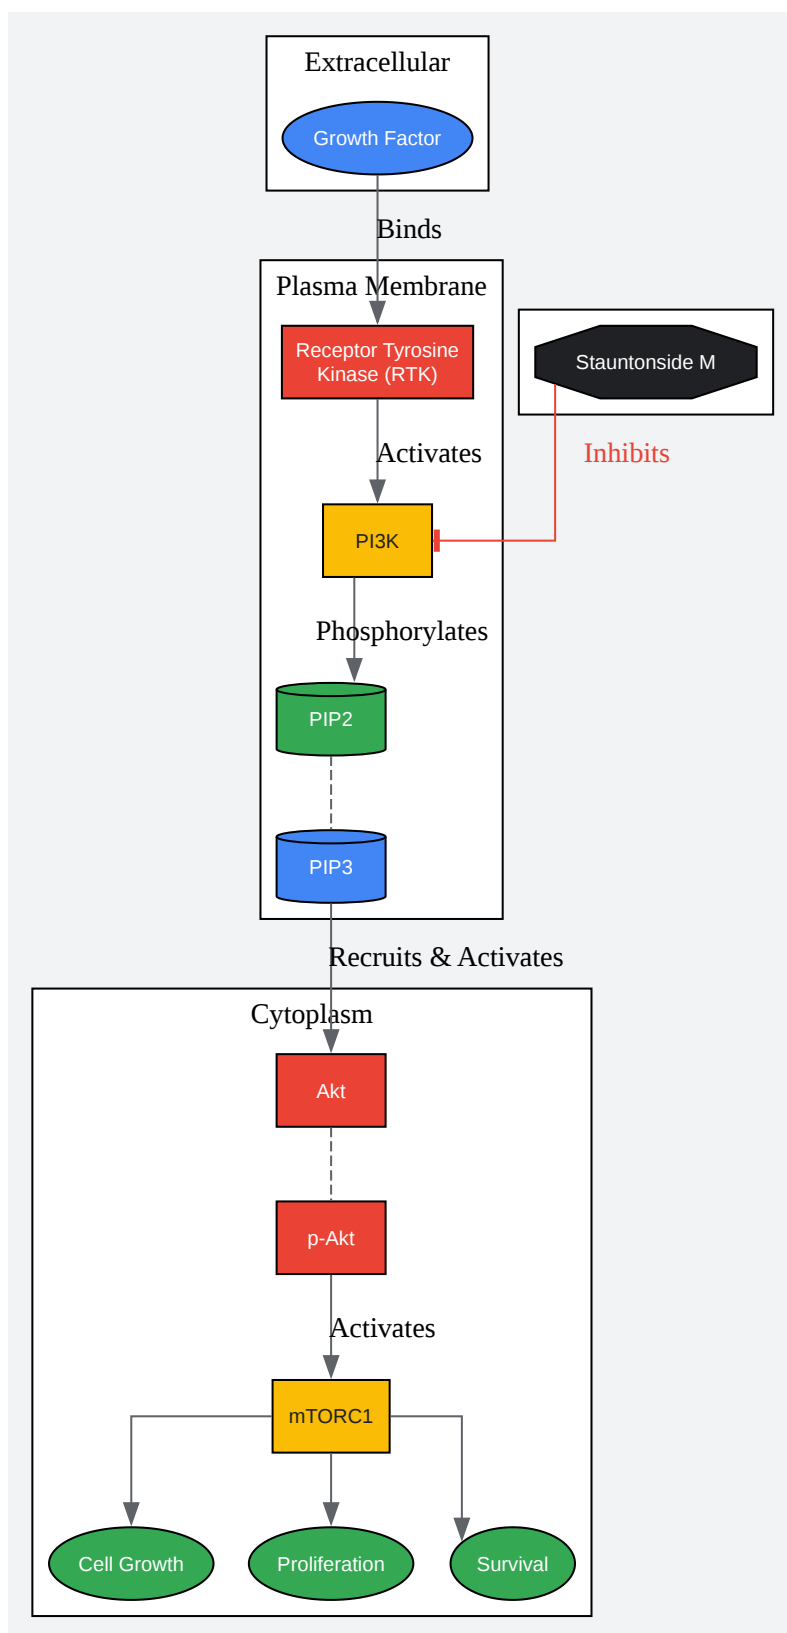 Extracellular
Growth Factor
Binds
Plasma Membrane
Receptor Tyrosine
Kinase (RTK)
Stauntonside M
Activates
Inhibits
PI3K
Phosphorylates
PIP2
PIP3
Recruits & Activates
Cytoplasm
Akt
p-Akt
Activates
mTORC1
Cell Growth
Proliferation
Survival